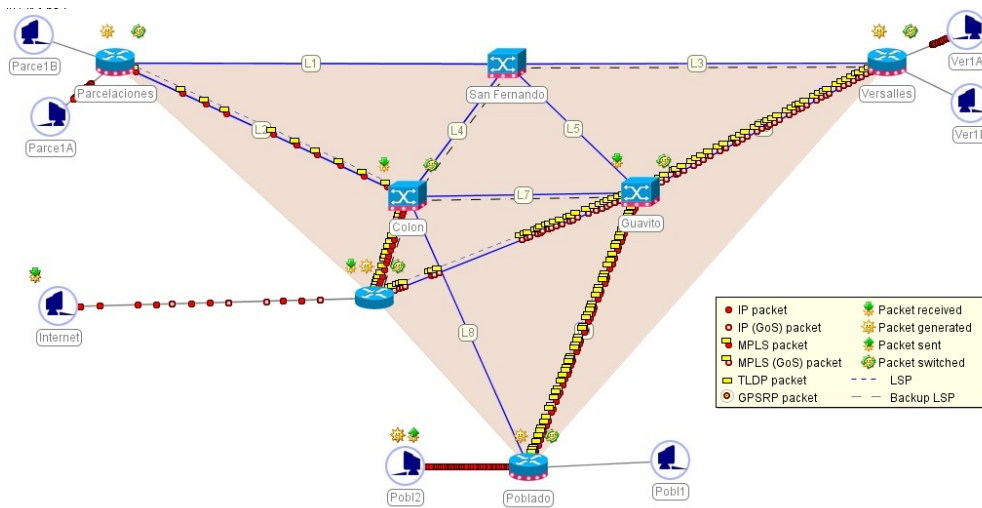 Parce1B
Parcelaciones
Parce1A
L1
San Fernando
L3
Versalles
Ver1A
L2
L4
L5
Colon
L7
Guavito
Internet
L8
Pobl2
Poblado
Pobl1
IP packet
IP (GoS) packet
MPLS packet
MPLS (GoS) packet
TLDP packet
GPSRP packet
Packet received
Packet generated
Packet sent
Packet switched
LSP
Backup LSP